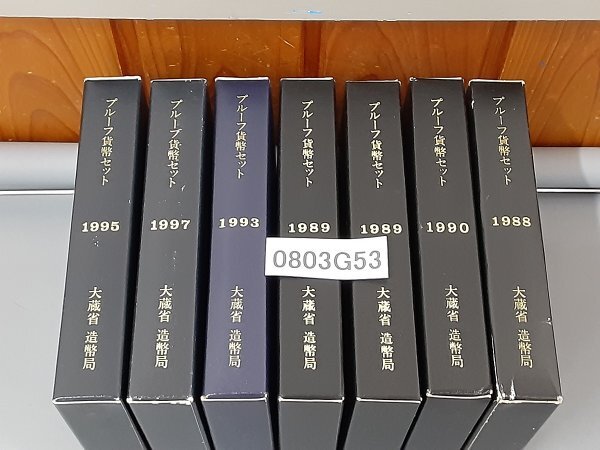 プルーフ貨幣セット
1995
大蔵省 造幣局
プルーフ貨幣セット
1997
大蔵省 造幣局
プルーフ貨幣セット
1993
大蔵省 造幣局
プルーフ貨幣セット
1989
大蔵省 造幣局
プルーフ貨幣セット
1989
大蔵省 造幣局
プルーフ貨幣セット
1990
大蔵省 造幣局
プルーフ貨幣セット
1988
大蔵省 造幣局
0803G53